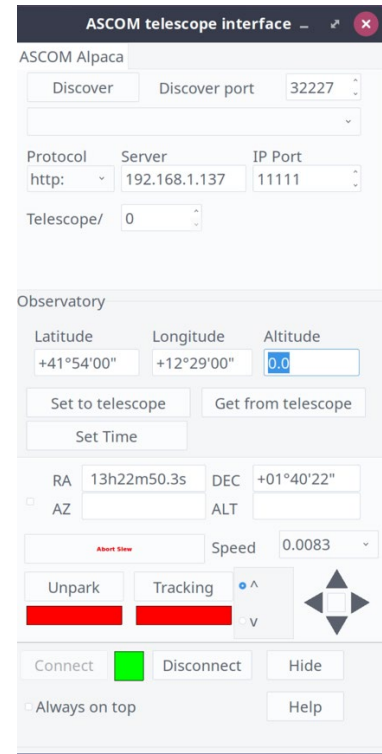 ASCOM telescope interface
ASCOM Alpaca
Discover Discover port 32227
Protocol Server IP Port
http: 192.168.1.137 11111
Telescope/ 0
Observatory
Latitude Longitude Altitude
+41°54'00" +12°29'00" 0.0
Set to telescope Get from telescope
Set Time
RA 13h22m50.3s DEC +01°40'22"
AZ ALT
Abort Slew Speed 0.0083
Unpark Tracking ^
v
Connect Disconnect Hide
Always on top Help